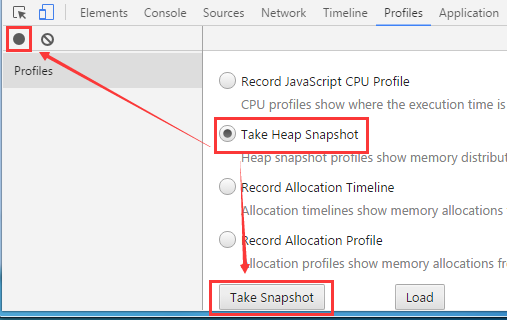 Elements Console Sources Network Timeline Profiles Application
Profiles
Record JavaScript CPU Profile
CPU profiles show where the execution time is
Take Heap Snapshot
Heap snapshot profiles show memory distribut
Record Allocation Timeline
Allocation timelines show memory allocations
Record Allocation Profile
Allocation profiles show memory allocations fr
Take Snapshot Load